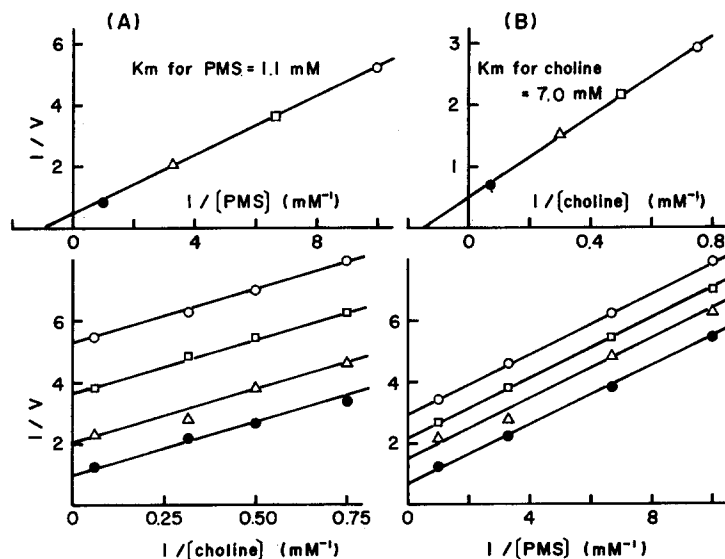 (A)
(B)
6
4
2
1/V
Km for PMS = 1.1 mM
0 4 8
1/[PMS] (mM⁻¹)
3
2
1
Km for choline
= 7.0 mM
1/[choline] (mM⁻¹)
0 0.4 0.8
6
4
2
1/V
0 0.25 0.50 0.75
1/[choline] (mM⁻¹)
6
4
2
0 4 8
1/[PMS] (mM⁻¹)